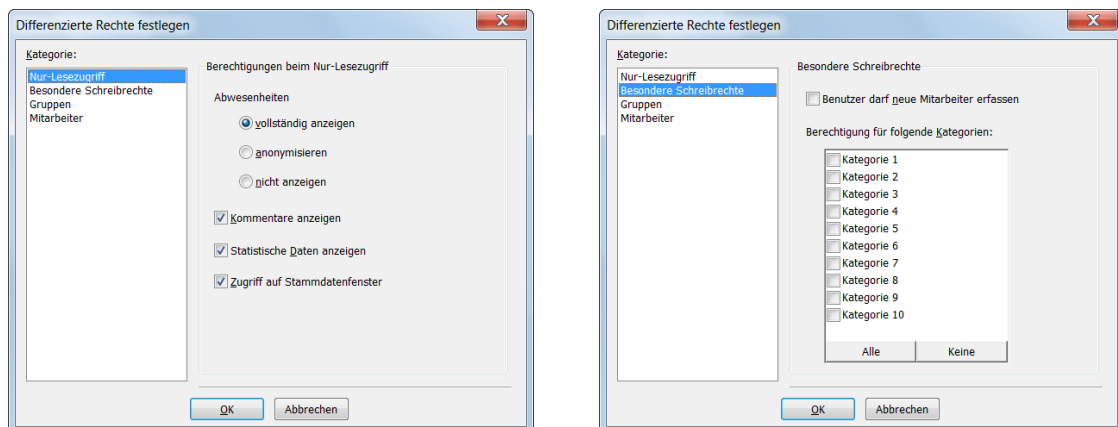 Differenzierte Rechte festlegen
Kategorie:
Nur-Lesezugriff
Besondere Schreibrechte
Gruppen
Mitarbeiter
Berechtigungen beim Nur-Lesezugriff
Abwesenheiten
vollständig anzeigen
anonymisieren
nicht anzeigen
Kommentare anzeigen
Statistische Daten anzeigen
Zugriff auf Stammdatenfenster
OK Abbrechen
Differenzierte Rechte festlegen
Kategorie:
Nur-Lesezugriff
Besondere Schreibrechte
Gruppen
Mitarbeiter
Besondere Schreibrechte
Benutzer darf neue Mitarbeiter erfassen
Berechtigung für folgende Kategorien:
Kategorie 1
Kategorie 2
Kategorie 3
Kategorie 4
Kategorie 5
Kategorie 6
Kategorie 7
Kategorie 8
Kategorie 9
Kategorie 10
Alle Keine
OK Abbrechen